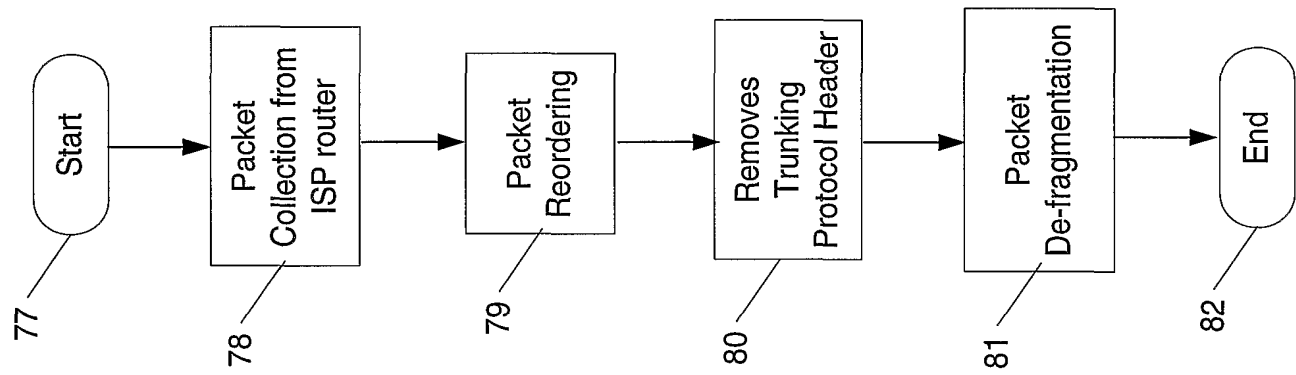 77
Start
78
Packet
Collection from
ISP router
79
Packet
Reordering
80
Removes
Trunking
Protocol Header
81
Packet
De-fragmentation
82
End